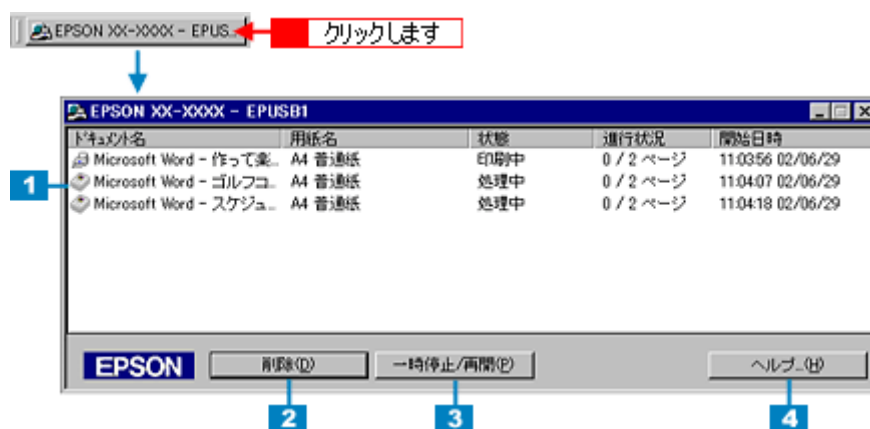 EPSON XX-XXXX - EPUS...
クリックします
EPSON XX-XXXX - EPUSB1
ドキュメント名 用紙名 状態 進行状況 開始日時
Microsoft Word - 作って楽... A4 普通紙 印刷中 0 / 2 ページ 11:03:56 02/06/29
1
Microsoft Word - ゴルフコ... A4 普通紙 処理中 0 / 2 ページ 11:04:07 02/06/29
Microsoft Word - スケジュ... A4 普通紙 処理中 0 / 2 ページ 11:04:18 02/06/29
EPSON 削除(D) 一時停止/再開(P) ヘルプ...(H)
2 3 4